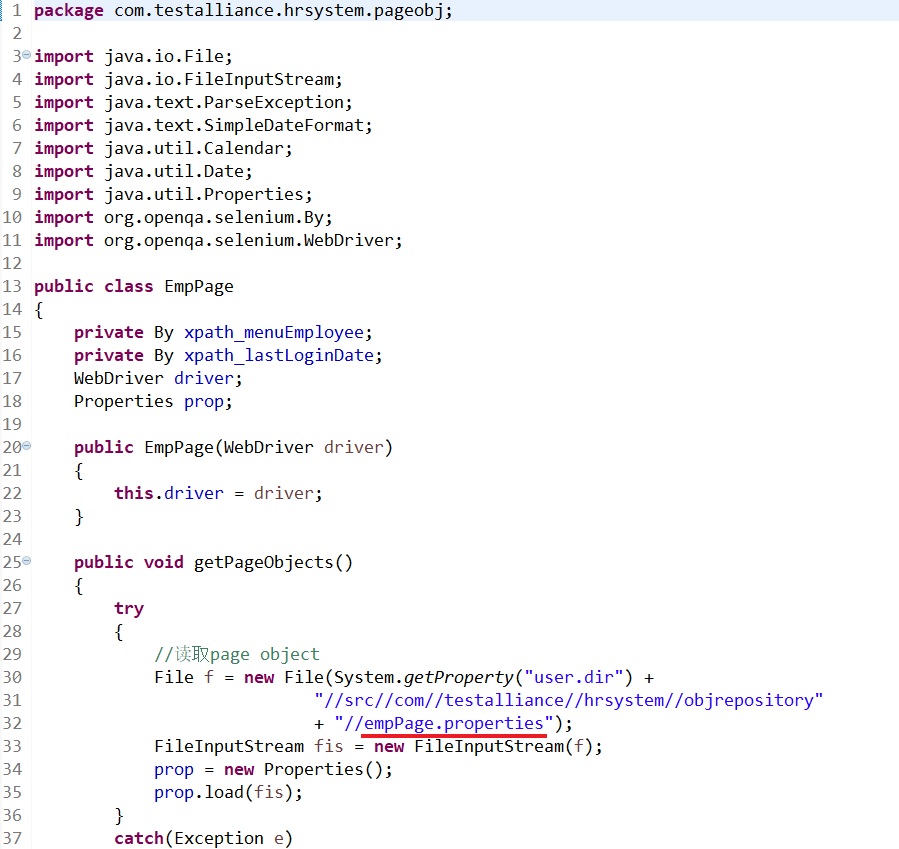 1 package com.testalliance.hrsystem.pageobj;
2
3 import java.io.File;
4 import java.io.FileInputStream;
5 import java.text.ParseException;
6 import java.text.SimpleDateFormat;
7 import java.util.Calendar;
8 import java.util.Date;
9 import java.util.Properties;
10 import org.openqa.selenium.By;
11 import org.openqa.selenium.WebDriver;
12
13 public class EmpPage
14 {
15     private By xpath_menuEmployee;
16     private By xpath_lastLoginDate;
17     WebDriver driver;
18     Properties prop;
19
20     public EmpPage(WebDriver driver)
21     {
22         this.driver = driver;
23     }
24
25     public void getPageObjects()
26     {
27         try
28         {
29             //读取page object
30             File f = new File(System.getProperty("user.dir") +
31                             "//src//com//testalliance//hrsystem//objrepository"
32                             + "//empPage.properties");
33             FileInputStream fis = new FileInputStream(f);
34             prop = new Properties();
35             prop.load(fis);
36         }
37         catch(Exception e)